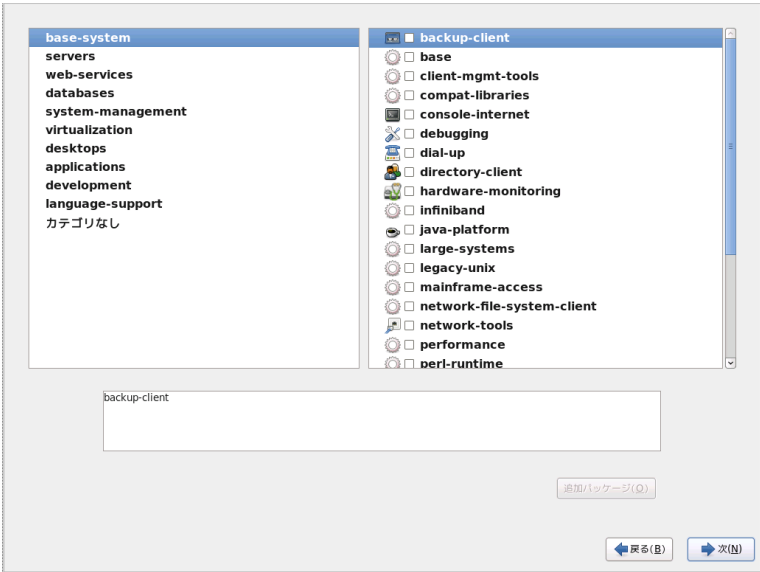 base-system
servers
web-services
databases
system-management
virtualization
desktops
applications
development
language-support
カテゴリなし
backup-client
base
client-mgmt-tools
compat-libraries
console-internet
debugging
dial-up
directory-client
hardware-monitoring
infiniband
java-platform
large-systems
legacy-unix
mainframe-access
network-file-system-client
network-tools
performance
perl-runtime
backup-client
追加パッケージ(O)
戻る(B)
次(N)